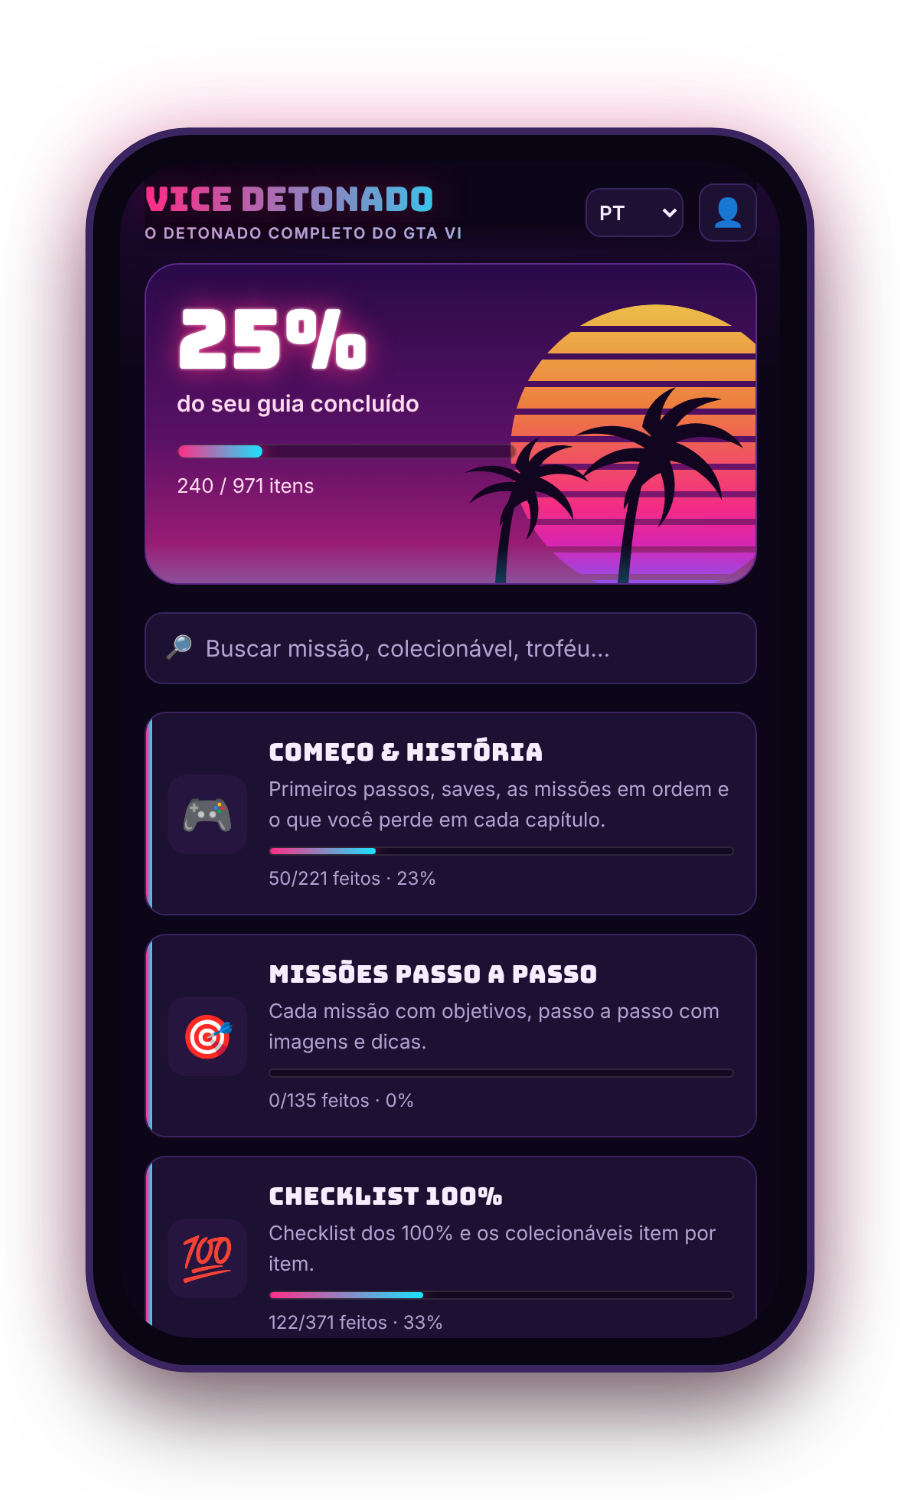 VICE DETONADO
O DETONADO COMPLETO DO GTA VI
PT
25%
do seu guia concluído
240 / 971 itens
Buscar missão, colecionável, troféu...
COMEÇO & HISTÓRIA
Primeiros passos, saves, as missões em ordem e
o que você perde em cada capítulo.
50/221 feitos · 23%
MISSÕES PASSO A PASSO
Cada missão com objetivos, passo a passo com
imagens e dicas.
0/135 feitos · 0%
100
CHECKLIST 100%
Checklist dos 100% e os colecionáveis item por
item.
122/371 feitos · 33%